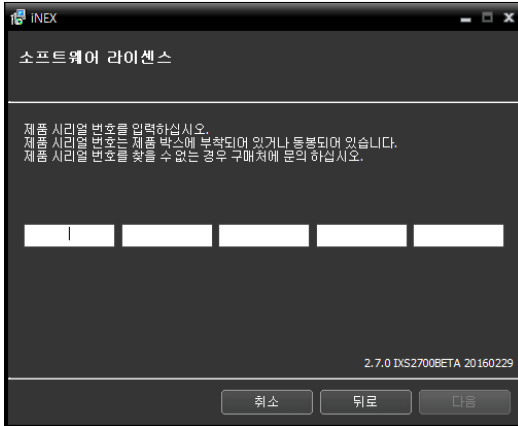 iNEX
소프트웨어 라이센스
제품 시리얼 번호를 입력하십시오.
제품 시리얼 번호는 제품 박스에 부착되어 있거나 동봉되어 있습니다.
제품 시리얼 번호를 찾을 수 없는 경우 구매처에 문의 하십시오.
2.7.0 IXS2700BETA 20160229
취소 뒤로 다음